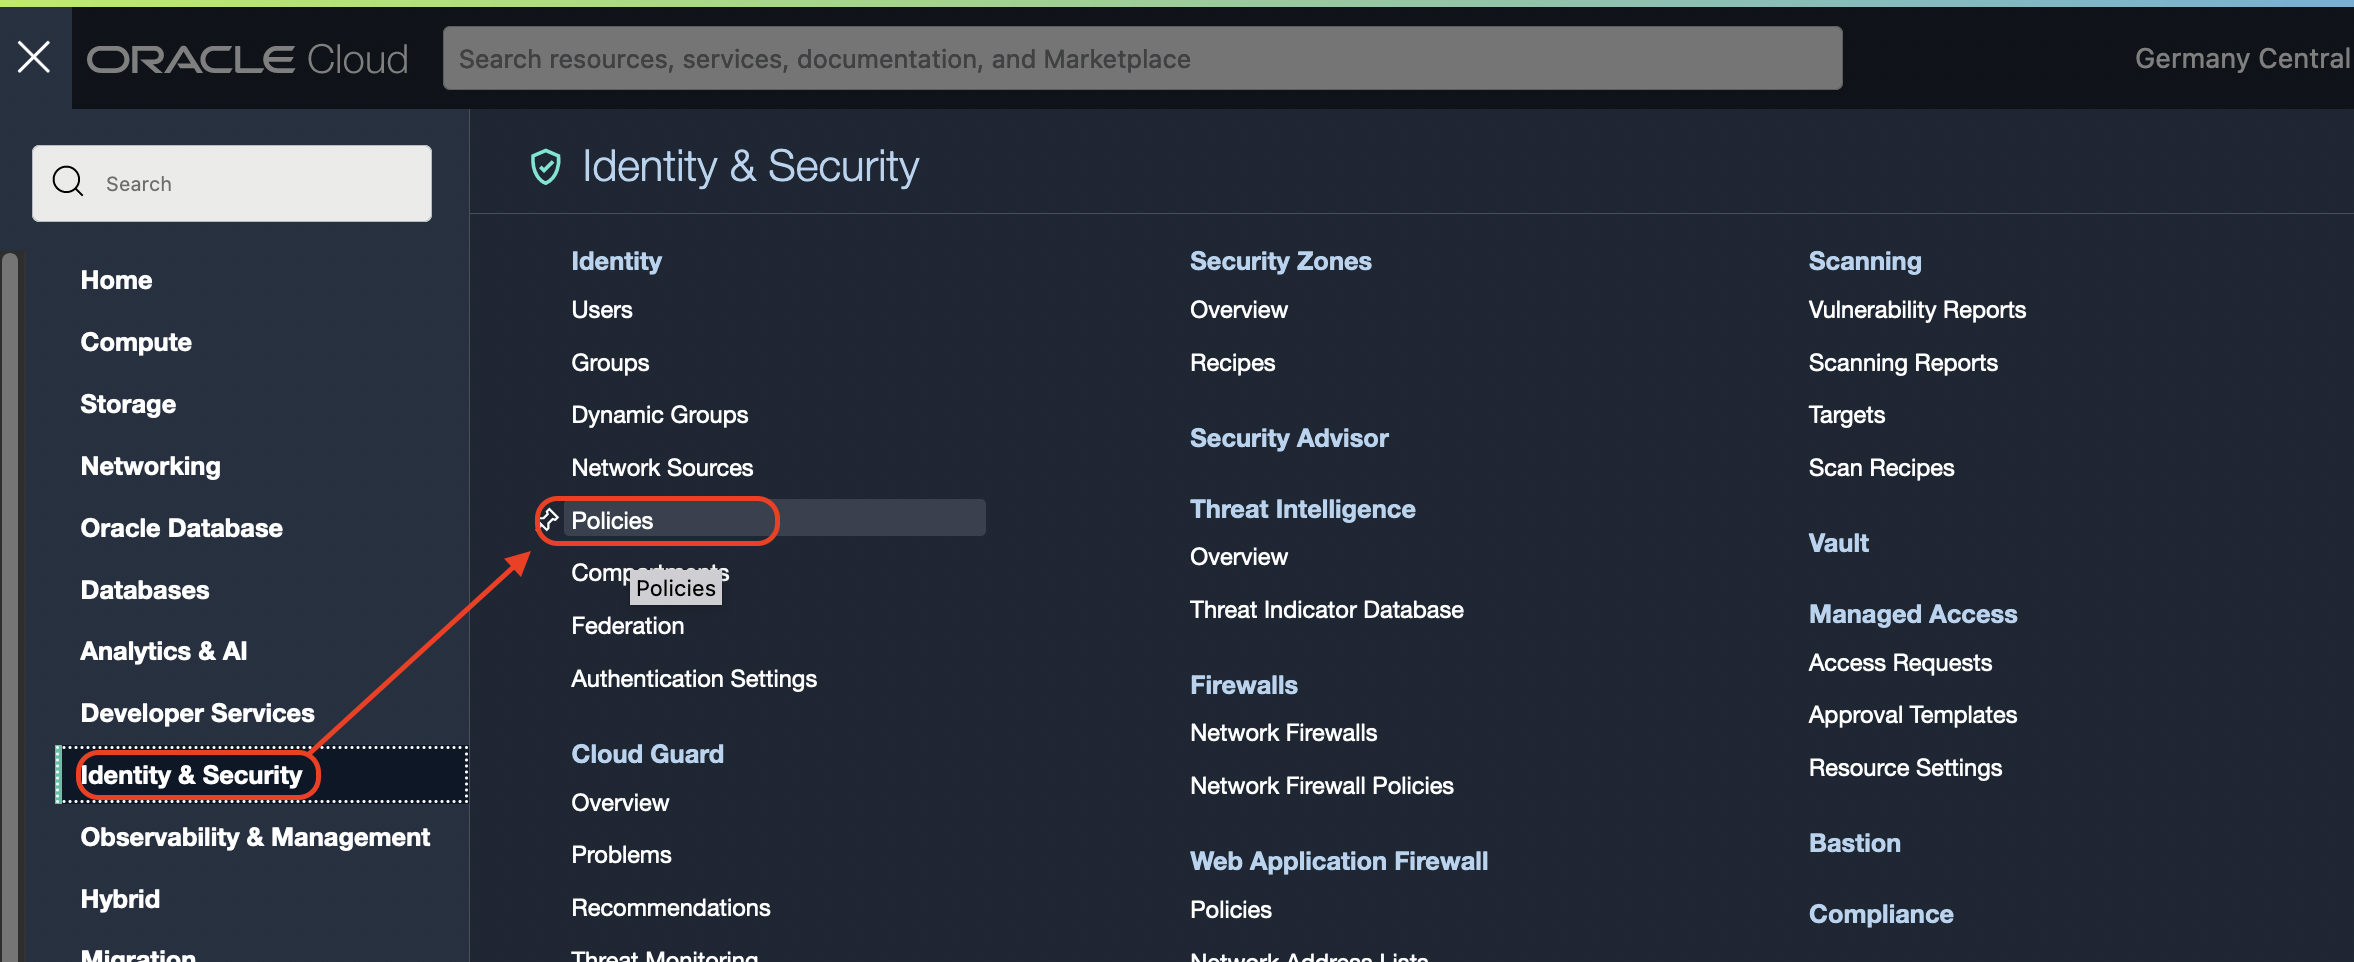 ORACLE Cloud
Search resources, services, documentation, and Marketplace
Germany Central
Search
Home
Compute
Storage
Networking
Oracle Database
Databases
Analytics & AI
Developer Services
Identity & Security
Observability & Management
Hybrid
Migration
Identity & Security
Identity
Users
Groups
Dynamic Groups
Network Sources
Policies
Compartments
Policies
Federation
Authentication Settings
Cloud Guard
Overview
Problems
Recommendations
Threat Monitoring
Security Zones
Overview
Recipes
Security Advisor
Threat Intelligence
Overview
Threat Indicator Database
Firewalls
Network Firewalls
Network Firewall Policies
Web Application Firewall
Policies
Network Address Lists
Scanning
Vulnerability Reports
Scanning Reports
Targets
Scan Recipes
Vault
Managed Access
Access Requests
Approval Templates
Resource Settings
Bastion
Compliance